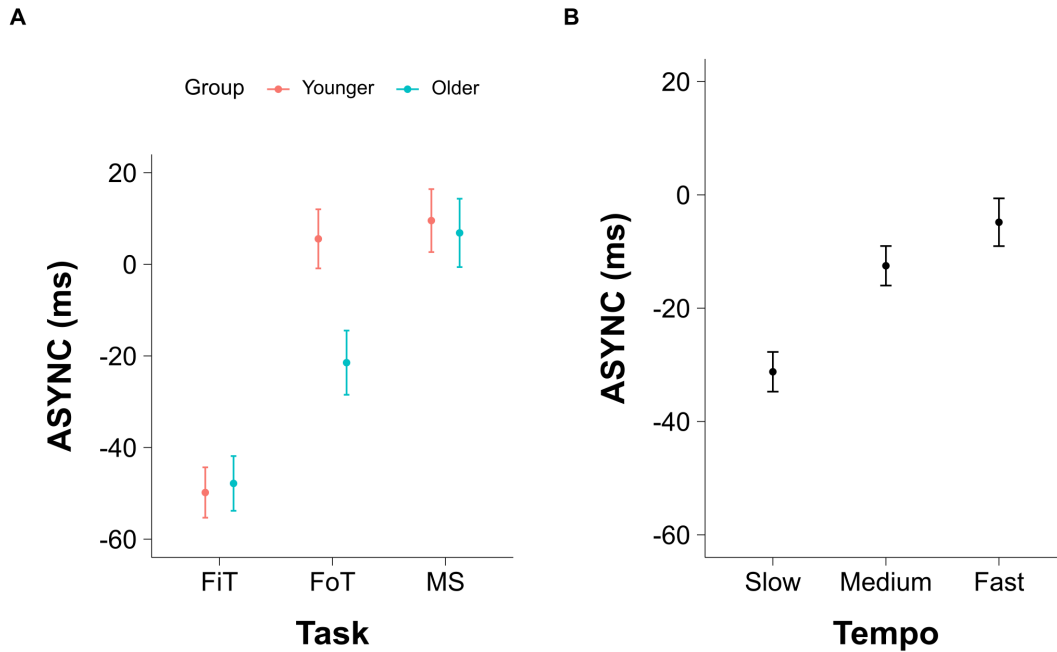 A
Group Younger Older
20
0
-20
-40
-60
ASYNC (ms)
FiT FoT MS
Task
B
20
0
-20
-40
-60
ASYNC (ms)
Slow Medium Fast
Tempo